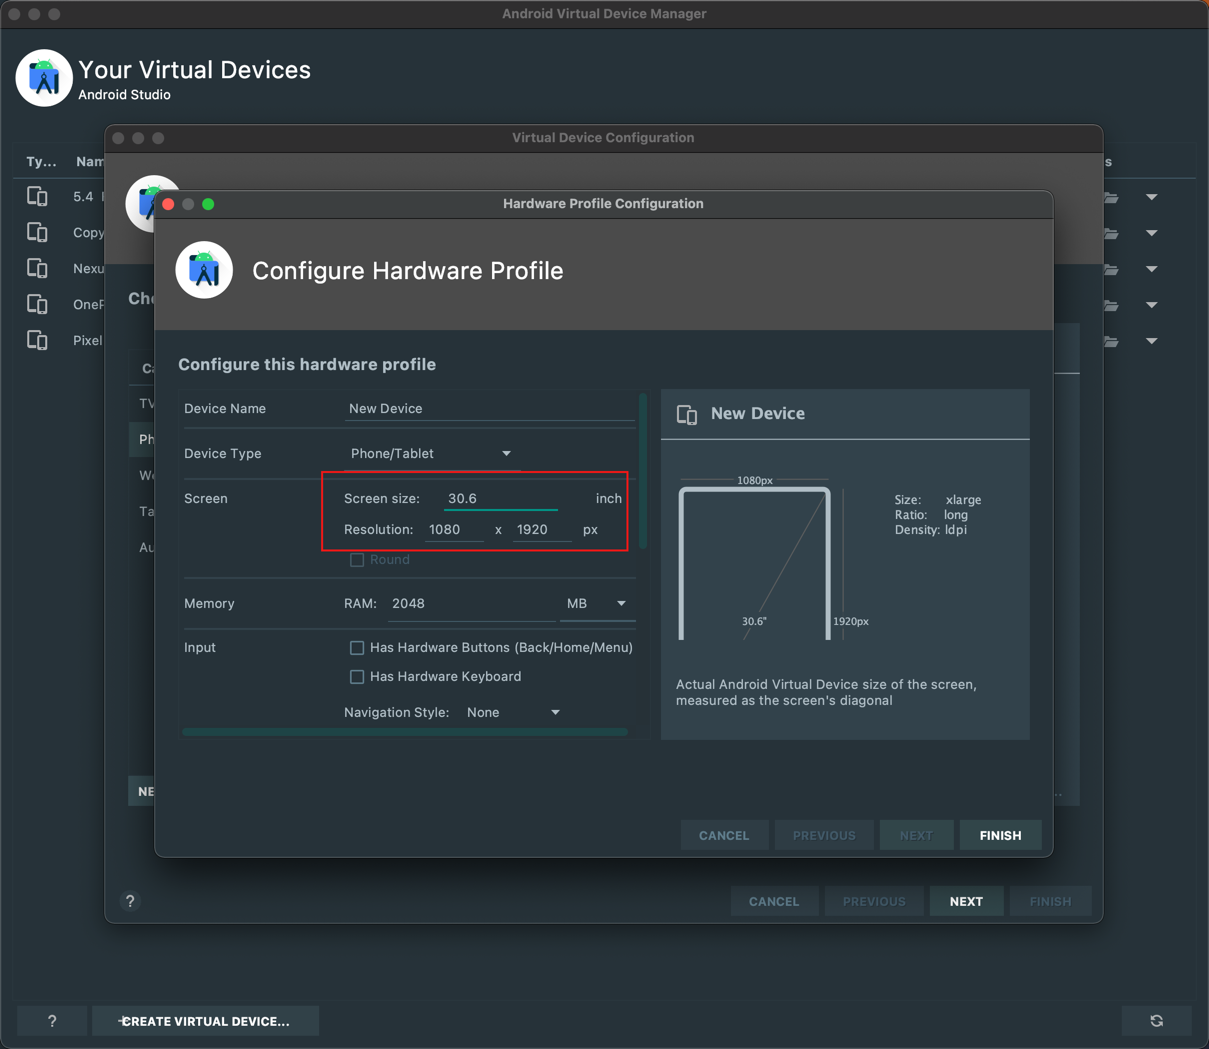 Android Virtual Device Manager
Your Virtual Devices
Android Studio
Virtual Device Configuration
Ty... Nam s
5.4
Copy
Nexu
OneP
Pixel
Hardware Profile Configuration
Configure Hardware Profile
Cho
Ca
TV
Ph
We
Ta
Au
NE
Configure this hardware profile
Device Name New Device
Device Type Phone/Tablet
Screen Screen size: 30.6 inch
Resolution: 1080 x 1920 px
Round
Memory RAM: 2048 MB
Input Has Hardware Buttons (Back/Home/Menu)
Has Hardware Keyboard
Navigation Style: None
New Device
1080px
Size: xlarge
Ratio: long
Density: ldpi
30.6"
1920px
Actual Android Virtual Device size of the screen,
measured as the screen's diagonal
..
CANCEL PREVIOUS NEXT FINISH
? CANCEL PREVIOUS NEXT FINISH
? +CREATE VIRTUAL DEVICE...